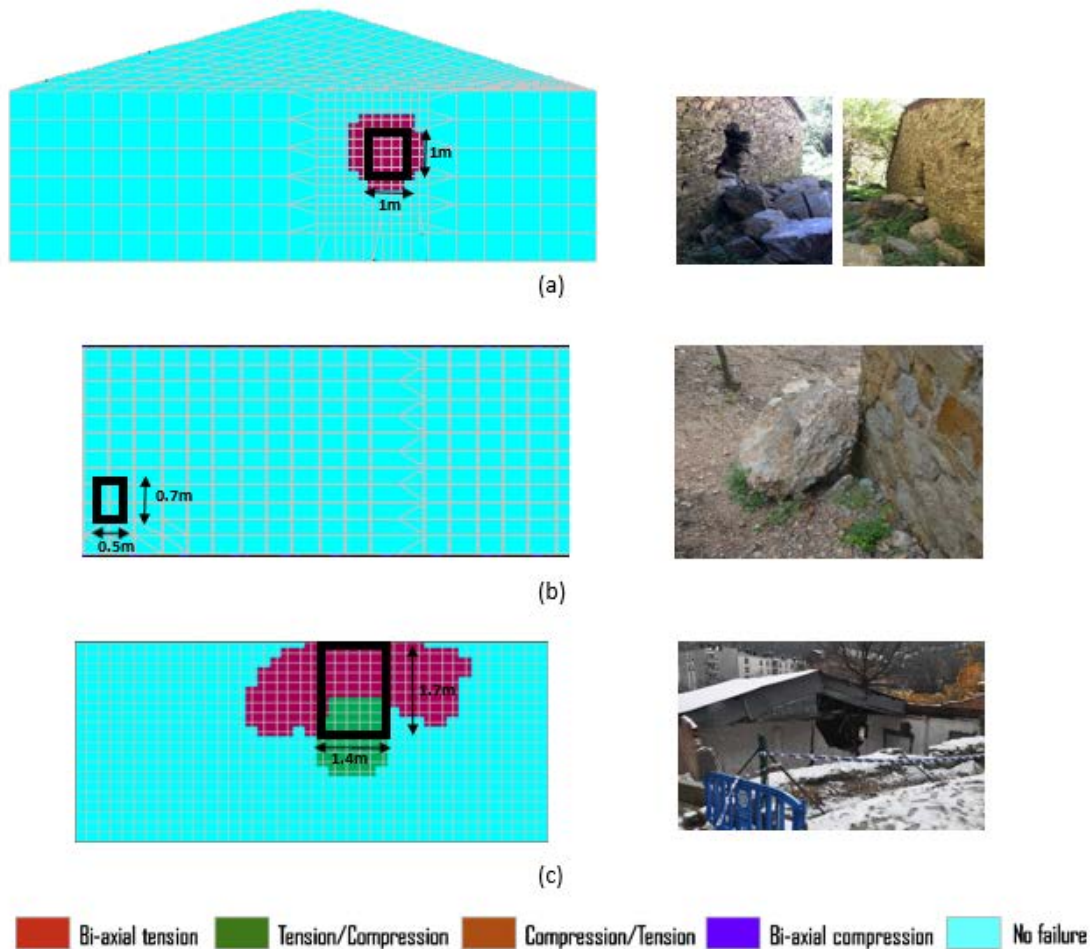 1m
1m
(a)
0.7m
0.5m
(b)
1.7m
1.4m
(c)
Bi-axial tension Tension/Compression Compression/Tension Bi-axial compression No failure